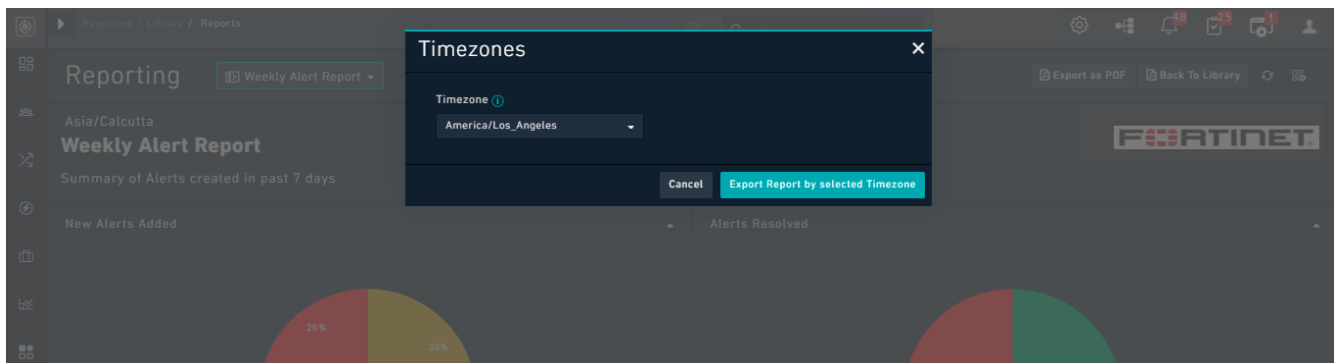 Reporting / Library / Reports
48
25
1
Timezones
Reporting
Weekly Alert Report
Export as PDF
Back To Library
Timezone
America/Los_Angeles
Asia/Calcutta
Weekly Alert Report
Summary of Alerts created in past 7 days
FORTINET
Cancel
Export Report by selected Timezone
New Alerts Added
Alerts Resolved
20%
30%